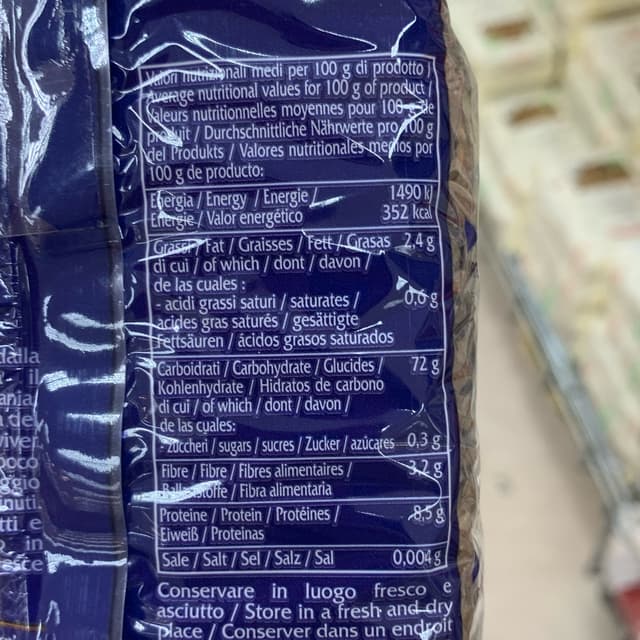 Valori nutrizionali medi per 100 g di prodotto /
Average nutritional values for 100 g of product /
Valeurs nutritionnelles moyennes pour 100 g de
produit / Durchschnittliche Nährwerte pro 100 g
del Produkts / Valores nutritionales medios por
100 g de producto:
Energia / Energy / Energie / 1490 kJ
Energie / Valor energético 352 kcal
Grassi / Fat / Graisses / Fett / Grasas 2,4 g
di cui / of which / dont / davon /
de las cuales :
- acidi grassi saturi / saturates / 0,6 g
acides gras saturés / gesättigte
Fettsäuren / ácidos grasos saturados
Carboidrati / Carbohydrate / Glucides / 72 g
Kohlenhydrate / Hidratos de carbono
di cui / of which / dont / davon /
de las cuales:
- zuccheri / sugars / sucres / Zucker / azúcares 0,3 g
Fibre / Fibre / Fibres alimentaires / 3,2 g
Ballaststoffe / Fibra alimentaria
Proteine / Protein / Protéines / 8,5 g
Eiweiß / Proteinas
Sale / Salt / Sel / Salz / Sal 0,004 g
Conservare in luogo fresco e
asciutto / Store in a fresh and dry
place / Conserver dans un endroit
dalla
il